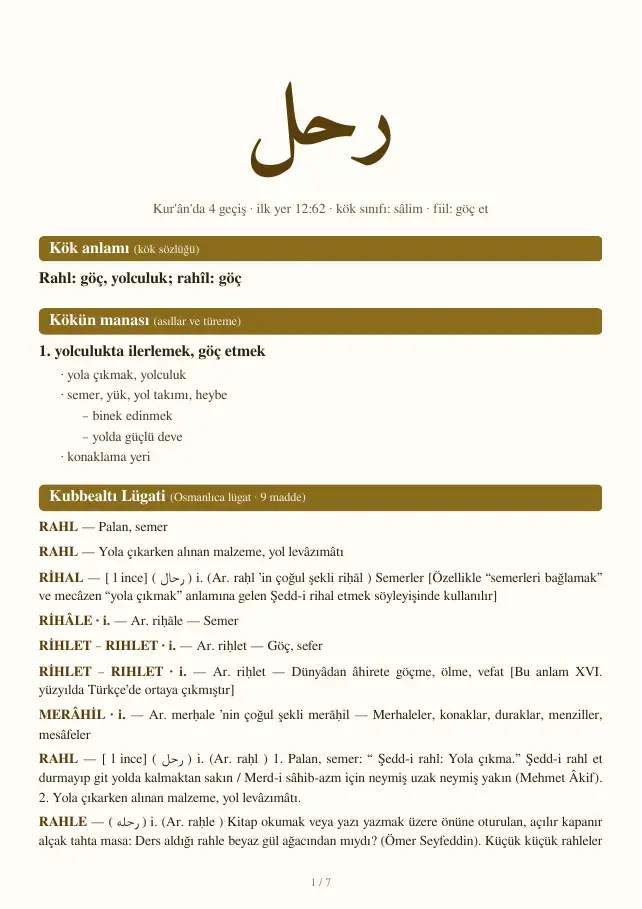 رحل
Kur'ân'da 4 geçiş · ilk yer 12:62 · kök sınıfı: sâlim · fiil: göç et
Kök anlamı (kök sözlüğü)
Rahl: göç, yolculuk; rahîl: göç
Kökün manası (asıllar ve türeme)
1. yolculukta ilerlemek, göç etmek
· yola çıkmak, yolculuk
· semer, yük, yol takımı, heybe
– binek edinmek
– yolda güçlü deve
· konaklama yeri
Kubbealtı Lügati (Osmanlıca lügat · 9 madde)
RAHL — Palan, semer
RAHL — Yola çıkarken alınan malzeme, yol levâzımâtı
RİHAL — [ l ince] ( رحال ) i. (Ar. raḥl ’in çoğul şekli riḥāl ) Semerler [Özellikle “semerleri bağlamak”
ve mecâzen “yola çıkmak” anlamına gelen Şedd-i rihal etmek söyleyişinde kullanılır]
RİHÂLE · i. — Ar. riḥāle — Semer
RİHLET – RIHLET · i. — Ar. riḥlet — Göç, sefer
RİHLET – RIHLET · i. — Ar. riḥlet — Dünyâdan âhirete göçme, ölme, vefat [Bu anlam XVI.
yüzyılda Türkçe’de ortaya çıkmıştır]
MERÂHİL · i. — Ar. merḥale ’nin çoğul şekli merāḥil — Merhaleler, konaklar, duraklar, menziller,
mesâfeler
RAHL — [ l ince] ( رحل ) i. (Ar. raḥl ) 1. Palan, semer: “ Şedd-i rahl: Yola çıkma.” Şedd-i rahl et
durmayıp git yolda kalmaktan sakın / Merd-i sâhib-azm için neymiş uzak neymiş yakın (Mehmet Âkif).
2. Yola çıkarken alınan malzeme, yol levâzımâtı.
RAHLE — ( رحله ) i. (Ar. raḥle ) Kitap okumak veya yazı yazmak üzere önüne oturulan, açılır kapanır
alçak tahta masa: Ders aldığı rahle beyaz gül ağacından mıydı? (Ömer Seyfeddin). Küçük küçük rahleler
1 / 7